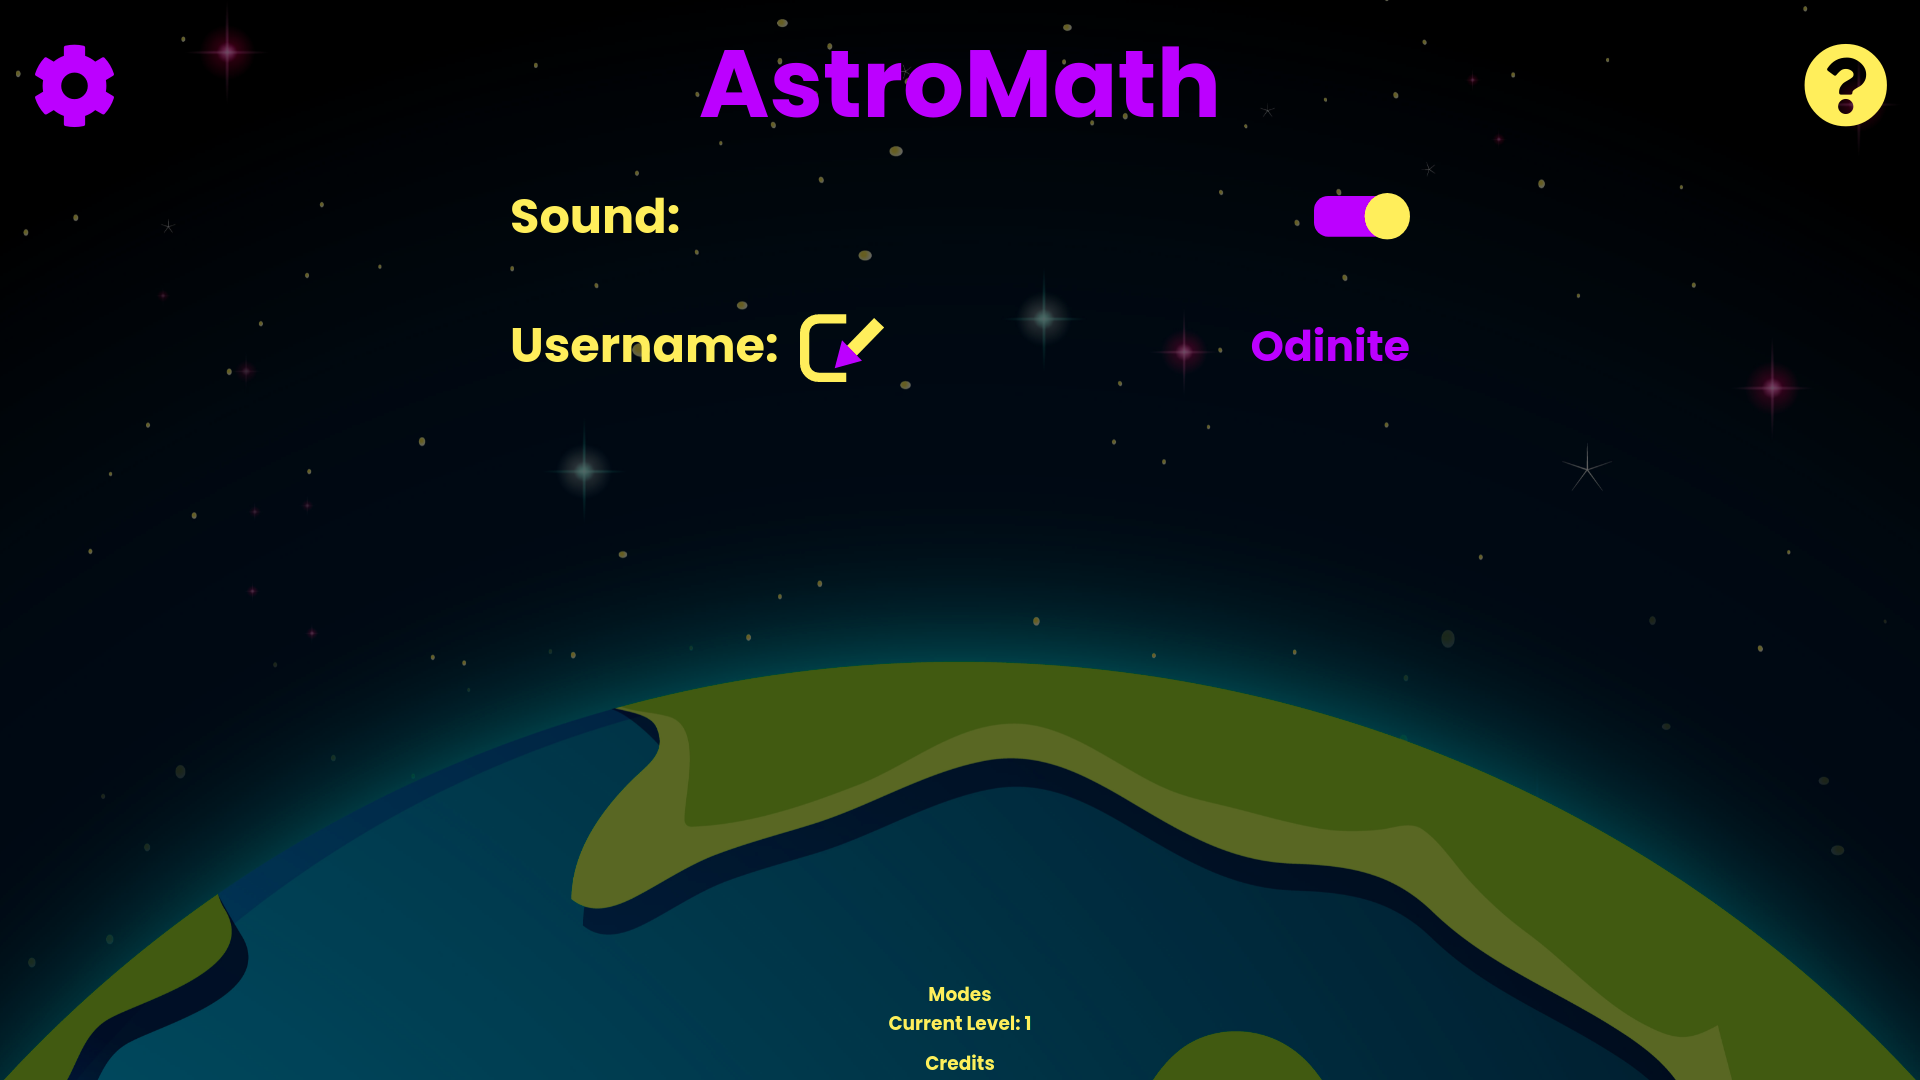 AstroMath
?
Sound:
Username:
Odinite
Modes
Current Level: 1
Credits